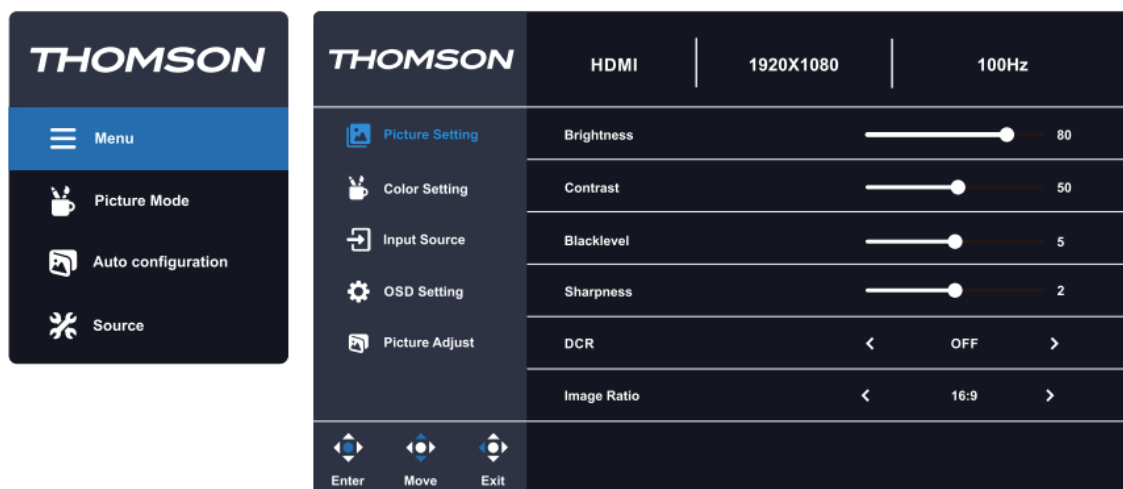 THOMSON
Menu
Picture Mode
Auto configuration
Source
THOMSON
HDMI 1920X1080 100Hz
Picture Setting
Color Setting
Input Source
OSD Setting
Picture Adjust
Brightness 80
Contrast 50
Blacklevel 5
Sharpness 2
DCR OFF
Image Ratio 16:9
Enter Move Exit